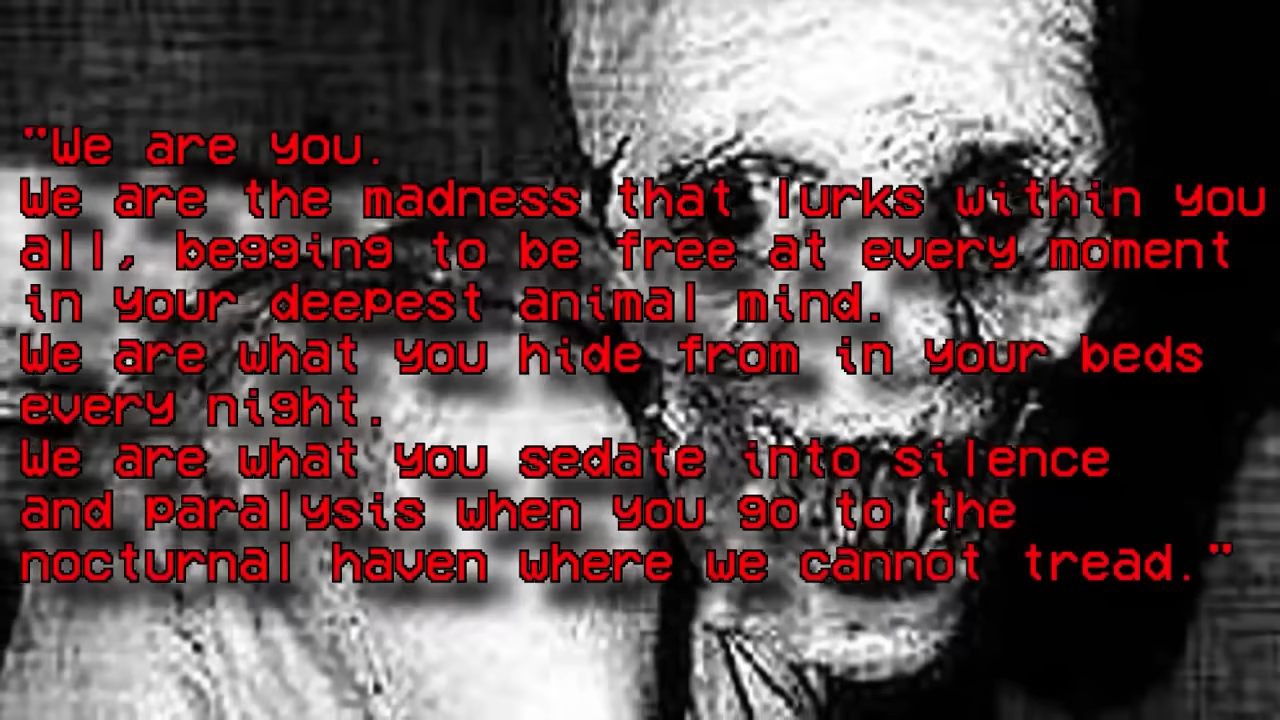 "We are you.
We are the madness that lurks within you
all, begging to be free at every moment
in your deepest animal mind.
We are what you hide from in your beds
every night.
We are what you sedate into silence
and paralysis when you go to the
nocturnal haven where we cannot tread."